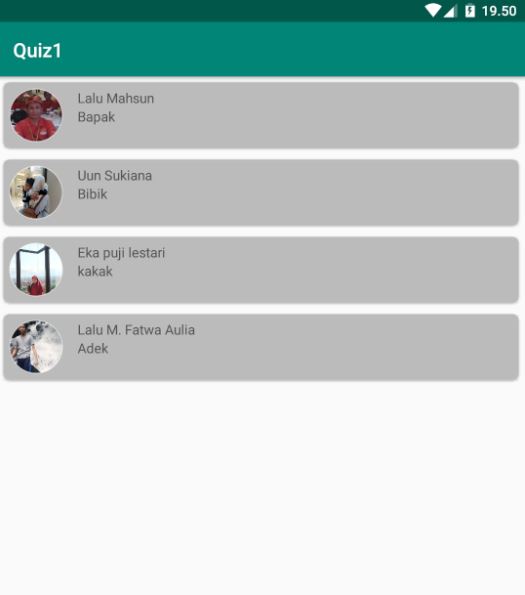 19.50
Quiz1
Lalu Mahsun
Bapak
Uun Sukiana
Bibik
Eka puji lestari
kakak
Lalu M. Fatwa Aulia
Adek